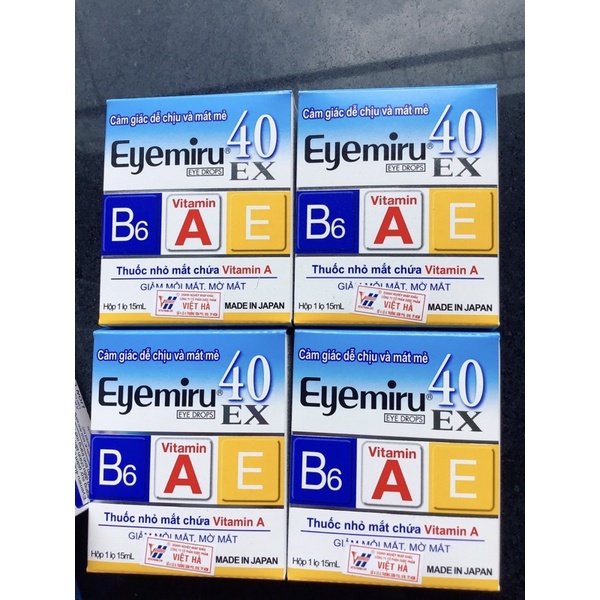 Cảm giác dễ chịu và mát mẻ
Eyemiru® 40
EYE DROPS EX
B6 Vitamin A E
Thuốc nhỏ mắt chứa Vitamin A
GIẢM MỎI MẮT, MỜ MẮT
Hộp 1 lọ 15mL
VIỆT HÀ
MADE IN JAPAN
Cảm giác dễ chịu và mát mẻ
Eyemiru® 40
EYE DROPS EX
B6 Vitamin A E
Thuốc nhỏ mắt chứa Vitamin A
GIẢM MỎI MẮT, MỜ MẮT
Hộp 1 lọ 15mL
VIỆT HÀ
MADE IN JAPAN
Cảm giác dễ chịu và mát mẻ
Eyemiru® 40
EYE DROPS EX
B6 Vitamin A E
Thuốc nhỏ mắt chứa Vitamin A
GIẢM MỎI MẮT, MỜ MẮT
Hộp 1 lọ 15mL
VIỆT HÀ
MADE IN JAPAN
Cảm giác dễ chịu và mát mẻ
Eyemiru® 40
EYE DROPS EX
B6 Vitamin A E
Thuốc nhỏ mắt chứa Vitamin A
GIẢM MỎI MẮT, MỜ MẮT
Hộp 1 lọ 15mL
VIỆT HÀ
MADE IN JAPAN